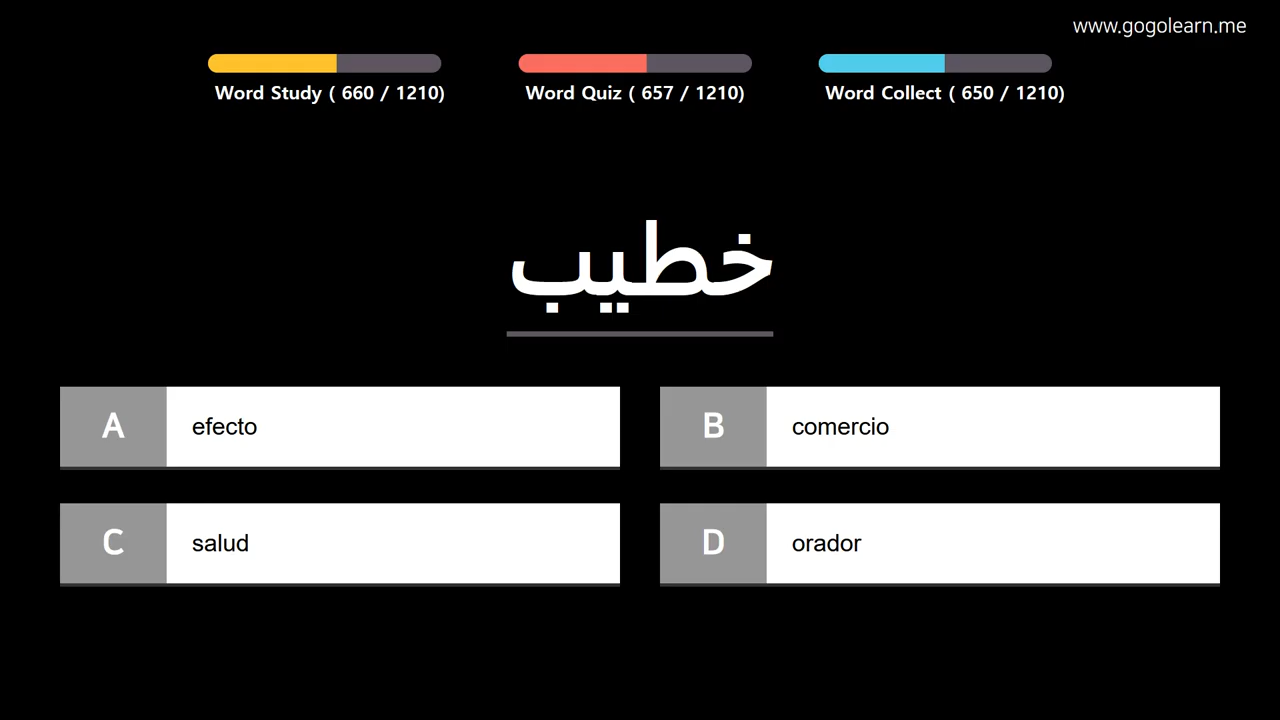 www.gogolearn.me
Word Study ( 660 / 1210)
Word Quiz ( 657 / 1210)
Word Collect ( 650 / 1210)
خطيب
A efecto
B comercio
C salud
D orador